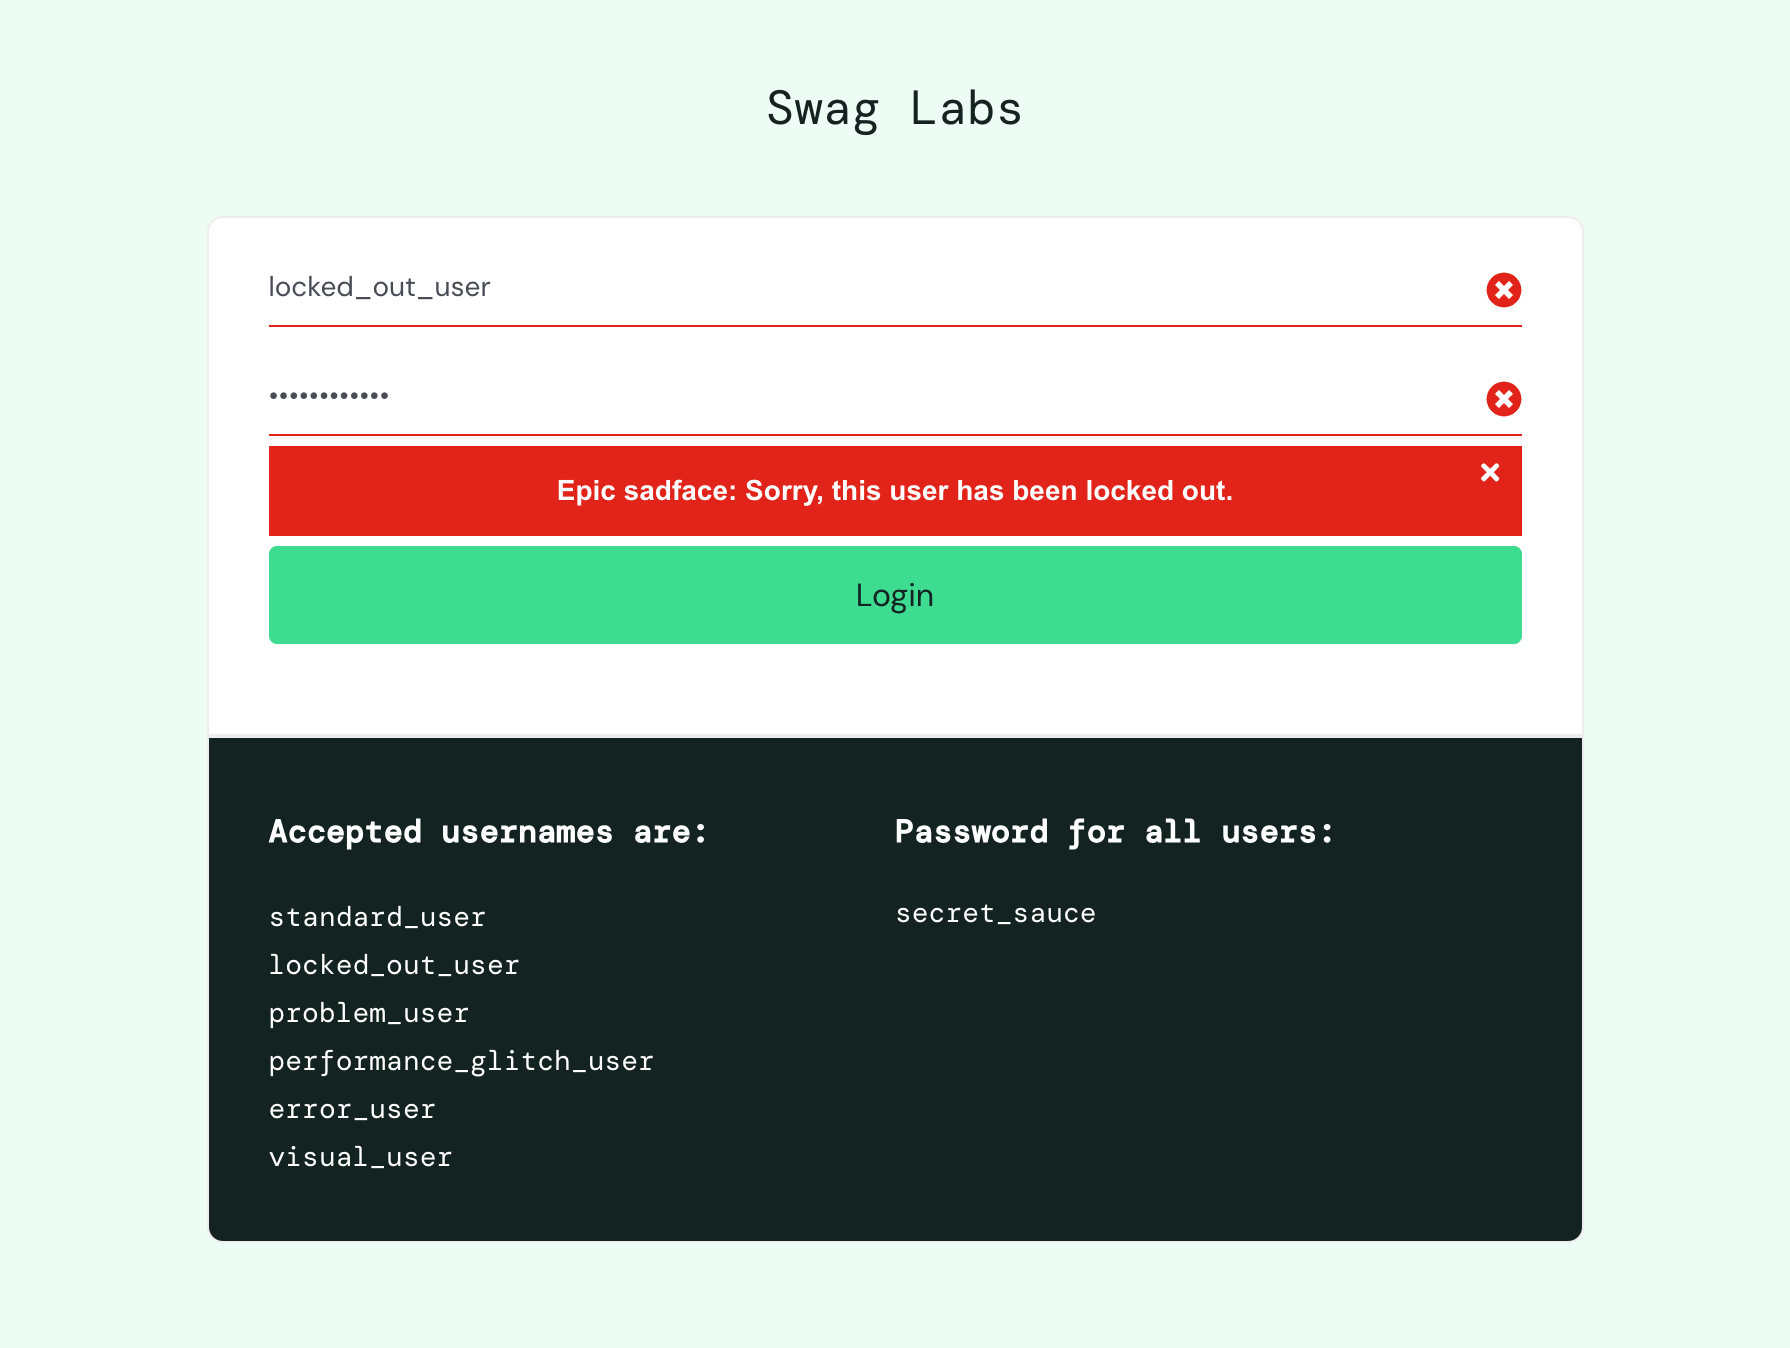 Swag Labs
locked_out_user
••••••••••••
Epic sadface: Sorry, this user has been locked out.
Login
Accepted usernames are:
standard_user
locked_out_user
problem_user
performance_glitch_user
error_user
visual_user
Password for all users:
secret_sauce